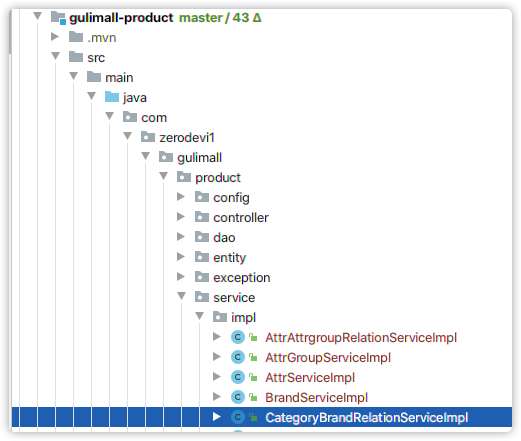 gulimall-product master / 43 Δ
.mvn
src
main
java
com
zerodevi1
gulimall
product
config
controller
dao
entity
exception
service
impl
AttrAttrgroupRelationServiceImpl
AttrGroupServiceImpl
AttrServiceImpl
BrandServiceImpl
CategoryBrandRelationServiceImpl